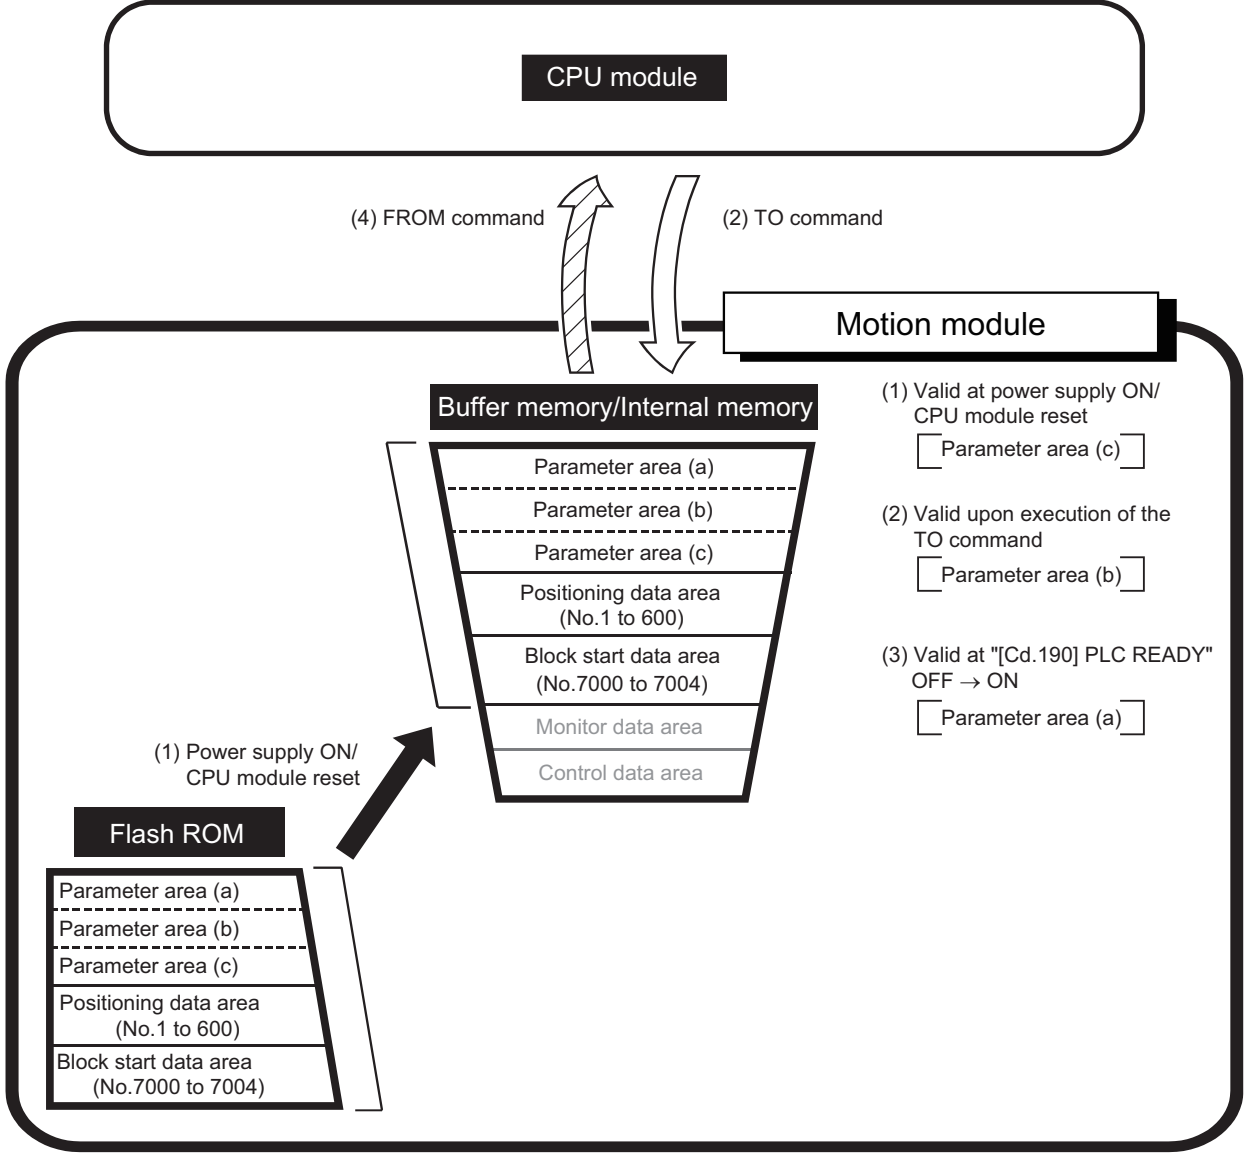 CPU module
(4) FROM command
(2) TO command
Motion module
Buffer memory/Internal memory
Parameter area (a)
Parameter area (b)
Parameter area (c)
Positioning data area
(No.1 to 600)
Block start data area
(No.7000 to 7004)
Monitor data area
Control data area
(1) Valid at power supply ON/
CPU module reset
Parameter area (c)
(2) Valid upon execution of the
TO command
Parameter area (b)
(3) Valid at "[Cd.190] PLC READY"
OFF → ON
Parameter area (a)
(1) Power supply ON/
CPU module reset
Flash ROM
Parameter area (a)
Parameter area (b)
Parameter area (c)
Positioning data area
(No.1 to 600)
Block start data area
(No.7000 to 7004)